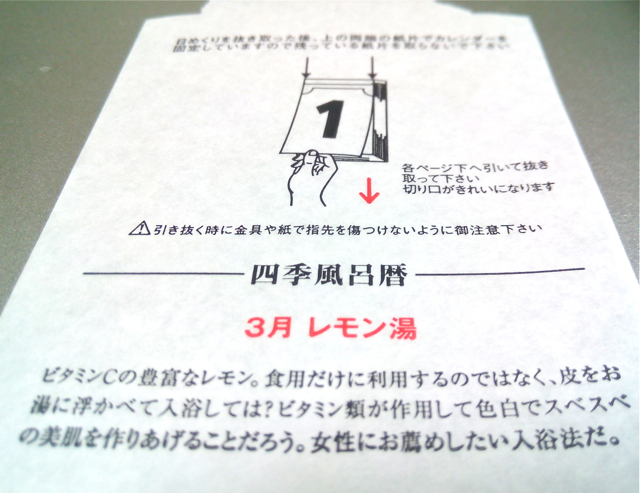 日めくりを抜き取った後、上の両端の紙片でカレンダーを
固定していますので残っている紙片を取らないで下さい
1
各ページ下へ引いて抜き
取って下さい
切り口がきれいになります
⚠引き抜く時に金具や紙で指先を傷つけないように御注意下さい
四季風呂暦
3月 レモン湯
ビタミンCの豊富なレモン。食用だけに利用するのではなく、皮をお
湯に浮かべて入浴しては?ビタミン類が作用して色白でスベスベ
の美肌を作りあげることだろう。女性にお薦めしたい入浴法だ。